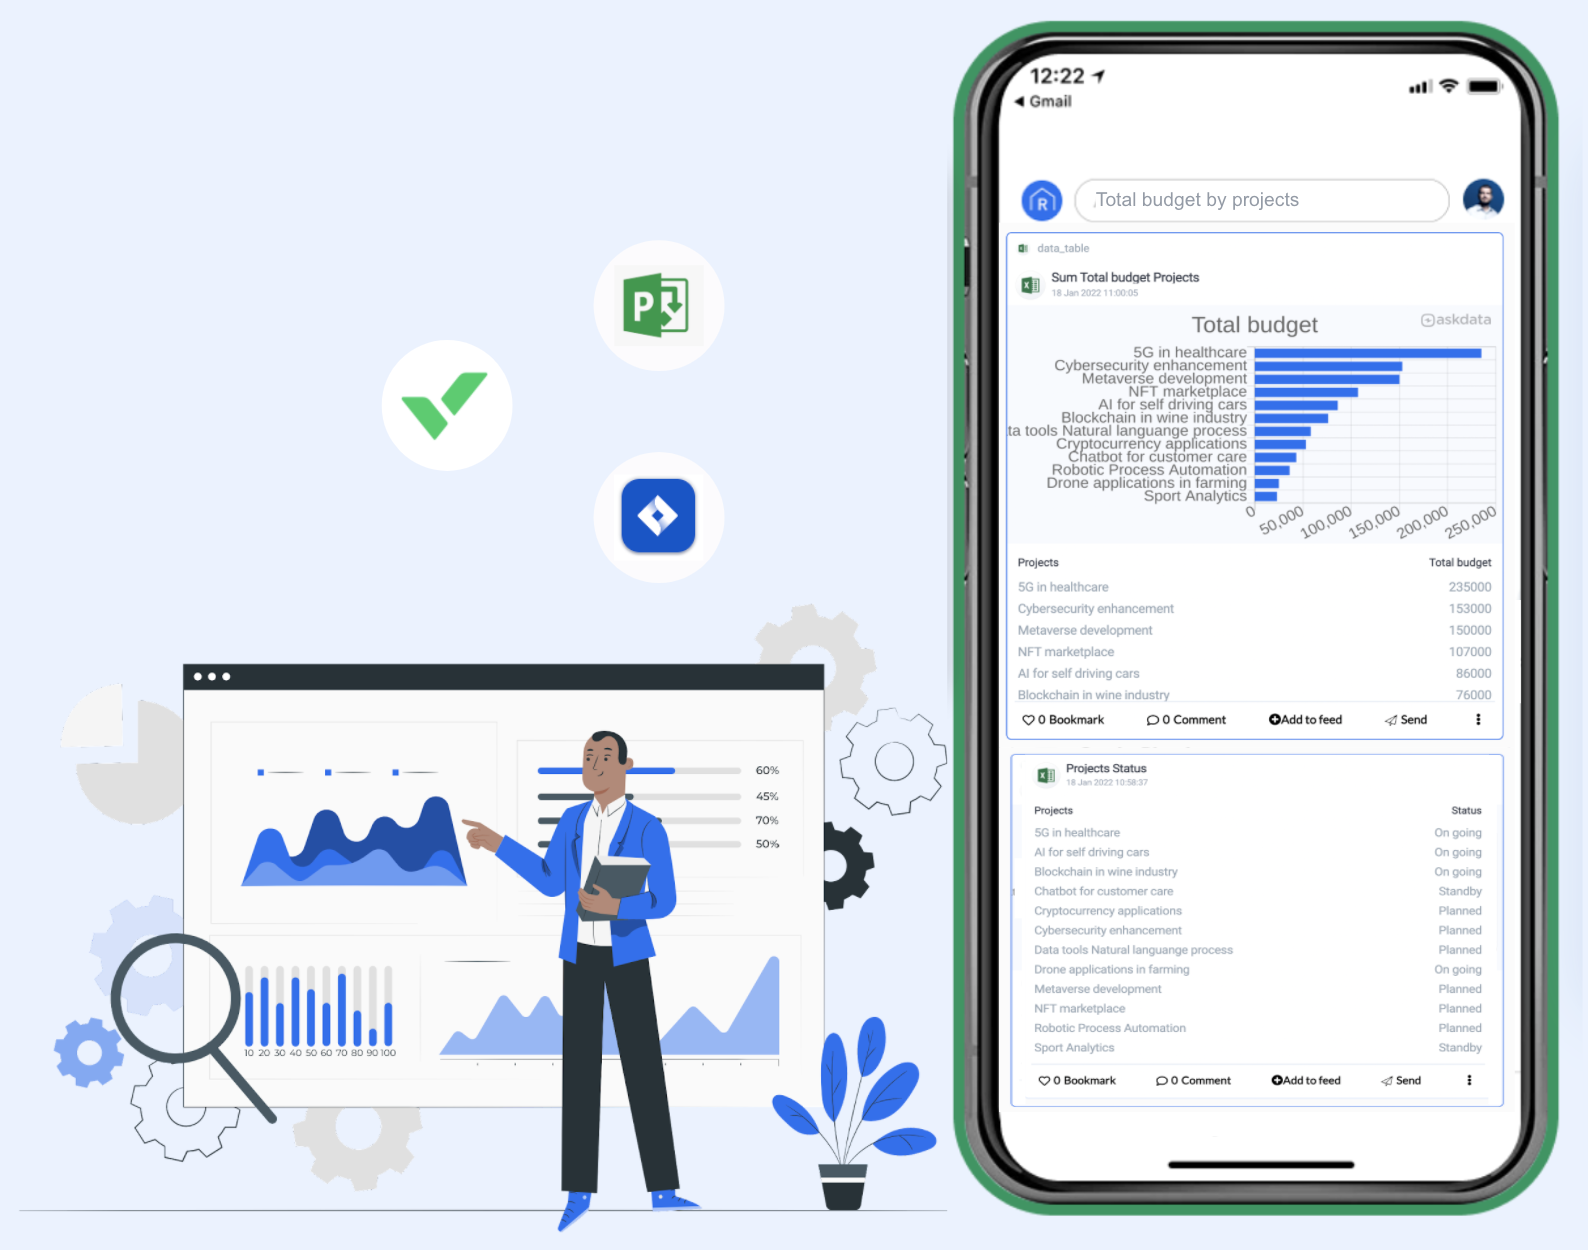 12:22
Gmail
Total budget by projects
data_table
Sum Total budget Projects
18 Jan 2022 11:00:05
Total budget
askdata
5G in healthcare
Cybersecurity enhancement
Metaverse development
NFT marketplace
AI for self driving cars
Blockchain in wine industry
ta tools Natural languange process
Cryptocurrency applications
Chatbot for customer care
Robotic Process Automation
Drone applications in farming
Sport Analytics
0 50,000 100,000 150,000 200,000 250,000
Projects Total budget
5G in healthcare 235000
Cybersecurity enhancement 153000
Metaverse development 150000
NFT marketplace 107000
AI for self driving cars 86000
Blockchain in wine industry 76000
0 Bookmark 0 Comment Add to feed Send
Projects Status
18 Jan 2022 10:58:37
Projects Status
5G in healthcare On going
AI for self driving cars On going
Blockchain in wine industry On going
Chatbot for customer care Standby
Cryptocurrency applications Planned
Cybersecurity enhancement Planned
Data tools Natural languange process Planned
Drone applications in farming On going
Metaverse development Planned
NFT marketplace Planned
Robotic Process Automation Planned
Sport Analytics Standby
0 Bookmark 0 Comment Add to feed Send
P
R
60%
45%
70%
50%
10 20 30 40 50 60 70 80 90 100